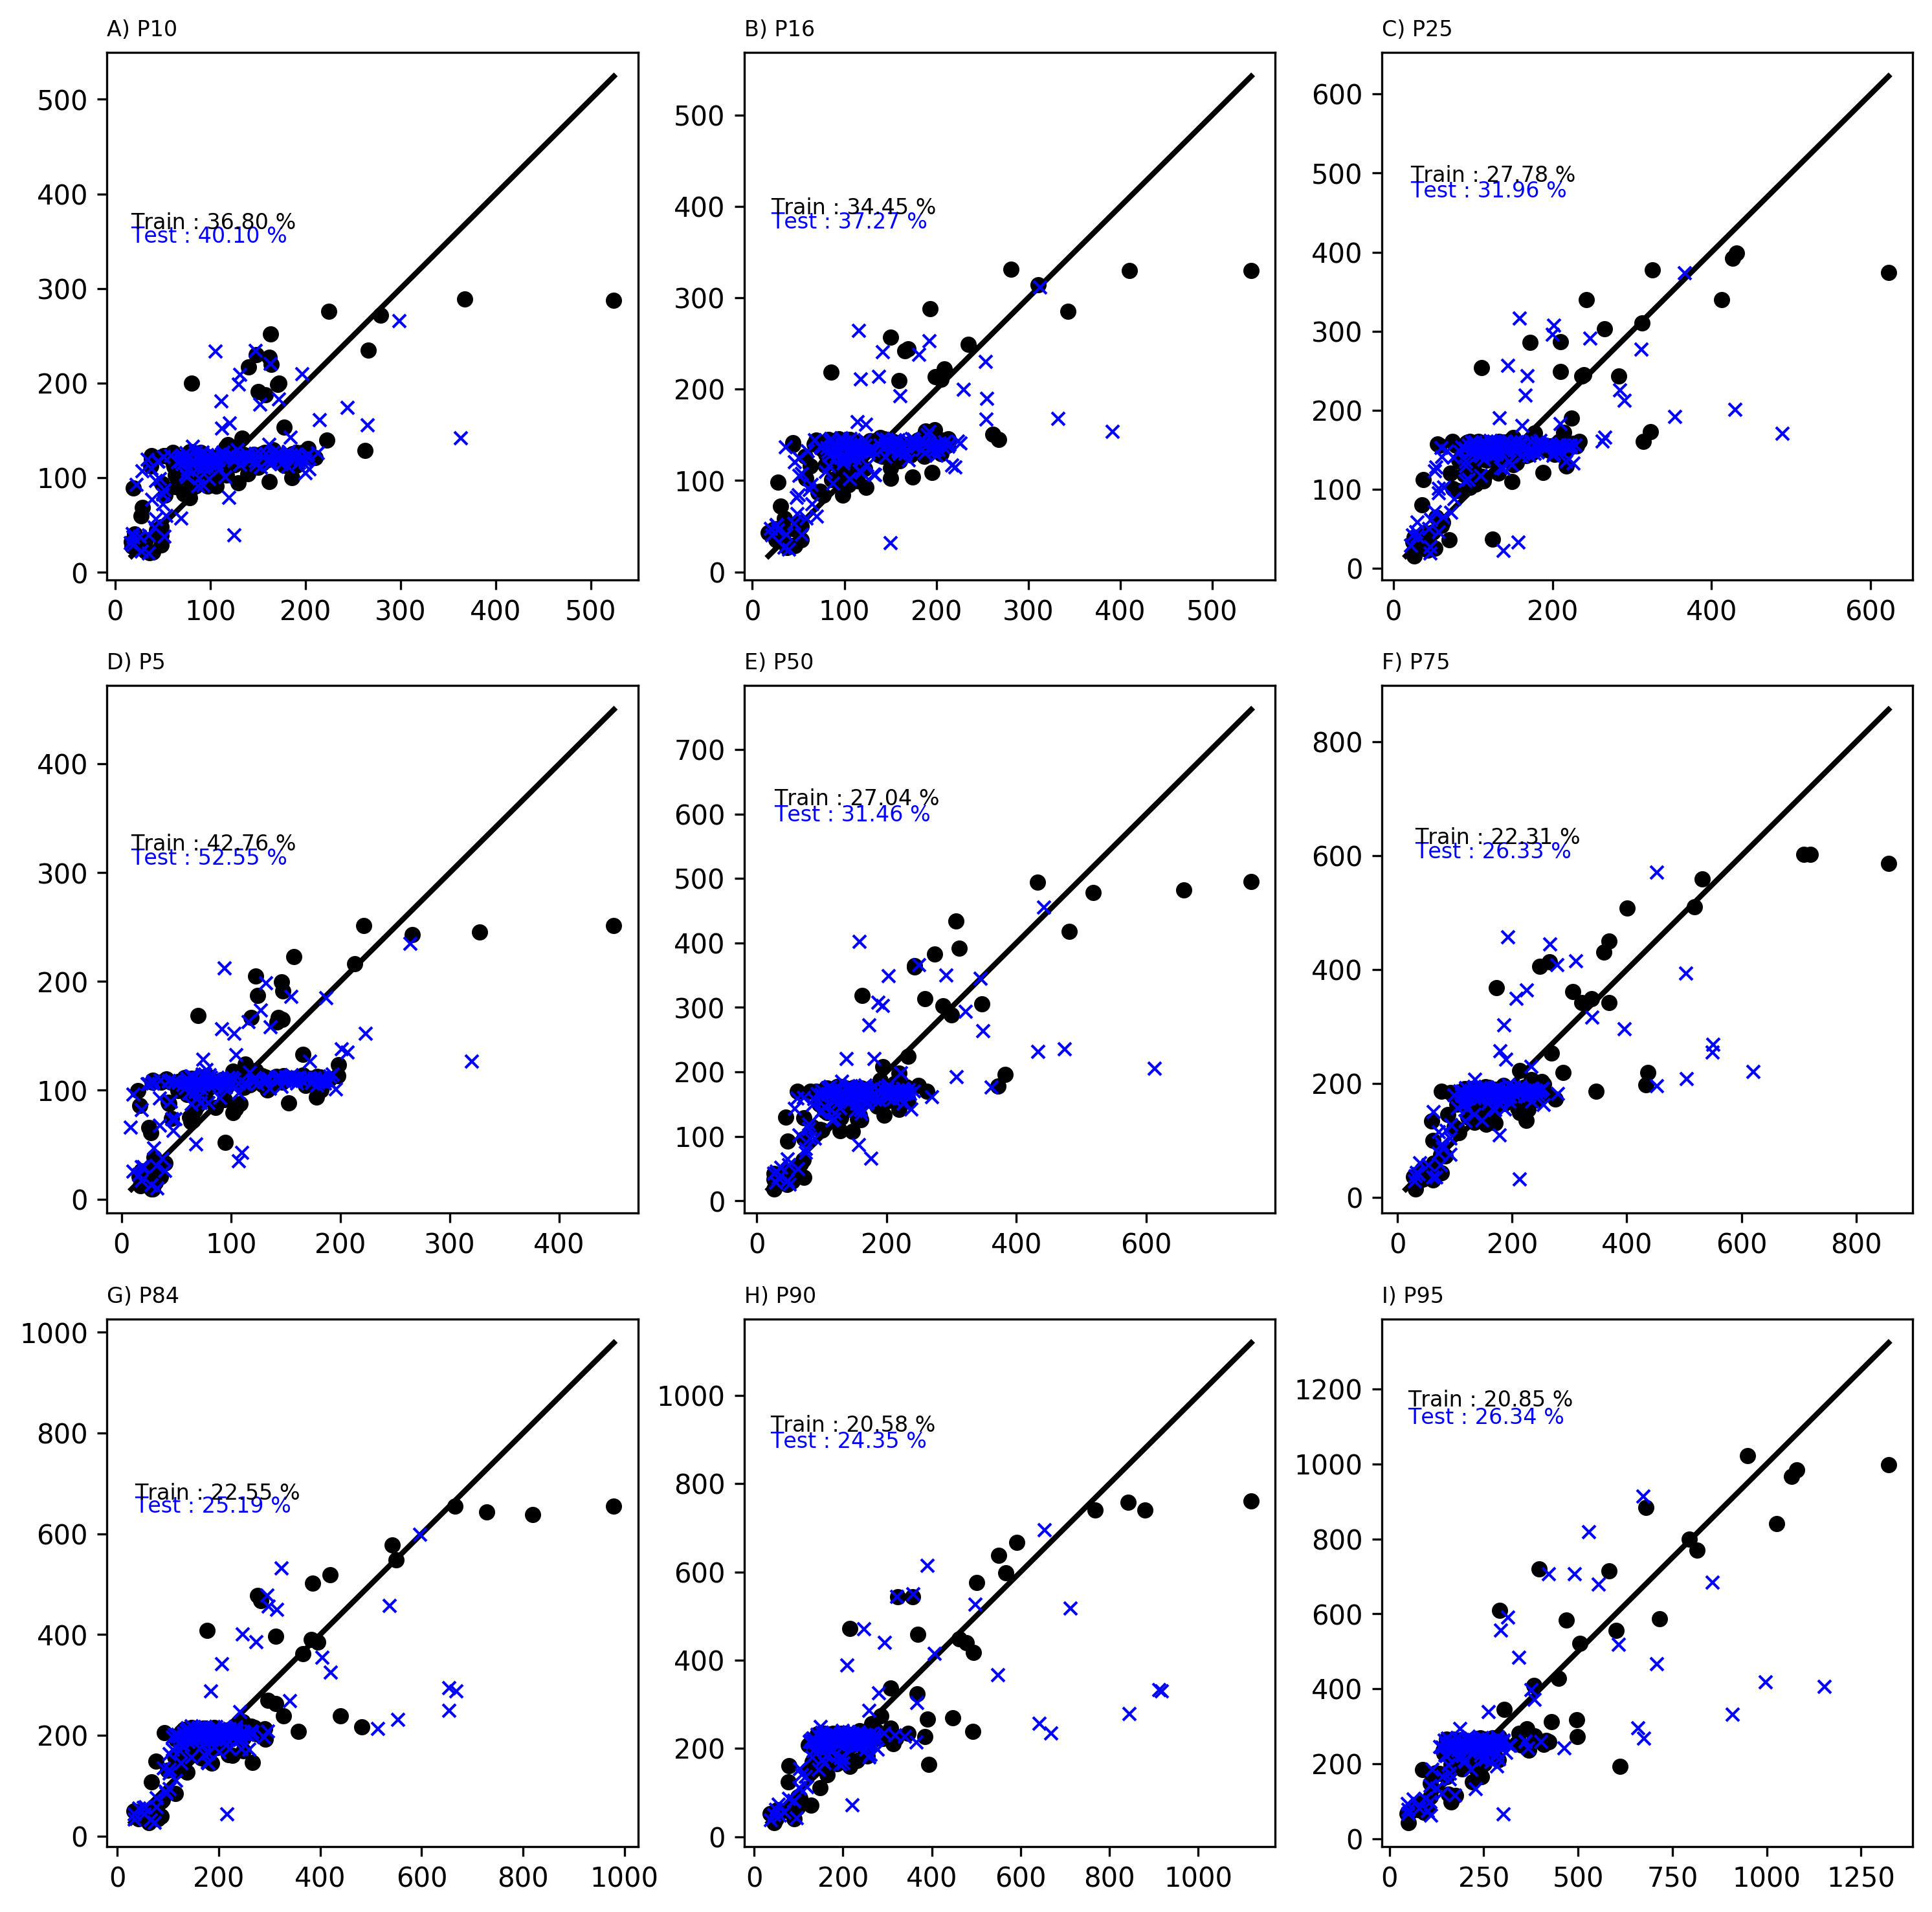 A) P10
500
400
300
200
100
0
Train : 36.80 %
Test : 40.10 %
0 100 200 300 400 500
B) P16
500
400
300
200
100
0
Train : 34.45 %
Test : 37.27 %
0 100 200 300 400 500
C) P25
600
500
400
300
200
100
0
Train : 27.78 %
Test : 31.96 %
0 200 400 600
D) P5
400
300
200
100
0
Train : 42.76 %
Test : 52.55 %
0 100 200 300 400
E) P50
700
600
500
400
300
200
100
0
Train : 27.04 %
Test : 31.46 %
0 200 400 600
F) P75
800
600
400
200
0
Train : 22.31 %
Test : 26.33 %
0 200 400 600 800
G) P84
1000
800
600
400
200
0
Train : 22.55 %
Test : 25.19 %
0 200 400 600 800 1000
H) P90
1000
800
600
400
200
0
Train : 20.58 %
Test : 24.35 %
0 200 400 600 800 1000
I) P95
1200
1000
800
600
400
200
0
Train : 20.85 %
Test : 26.34 %
0 250 500 750 1000 1250